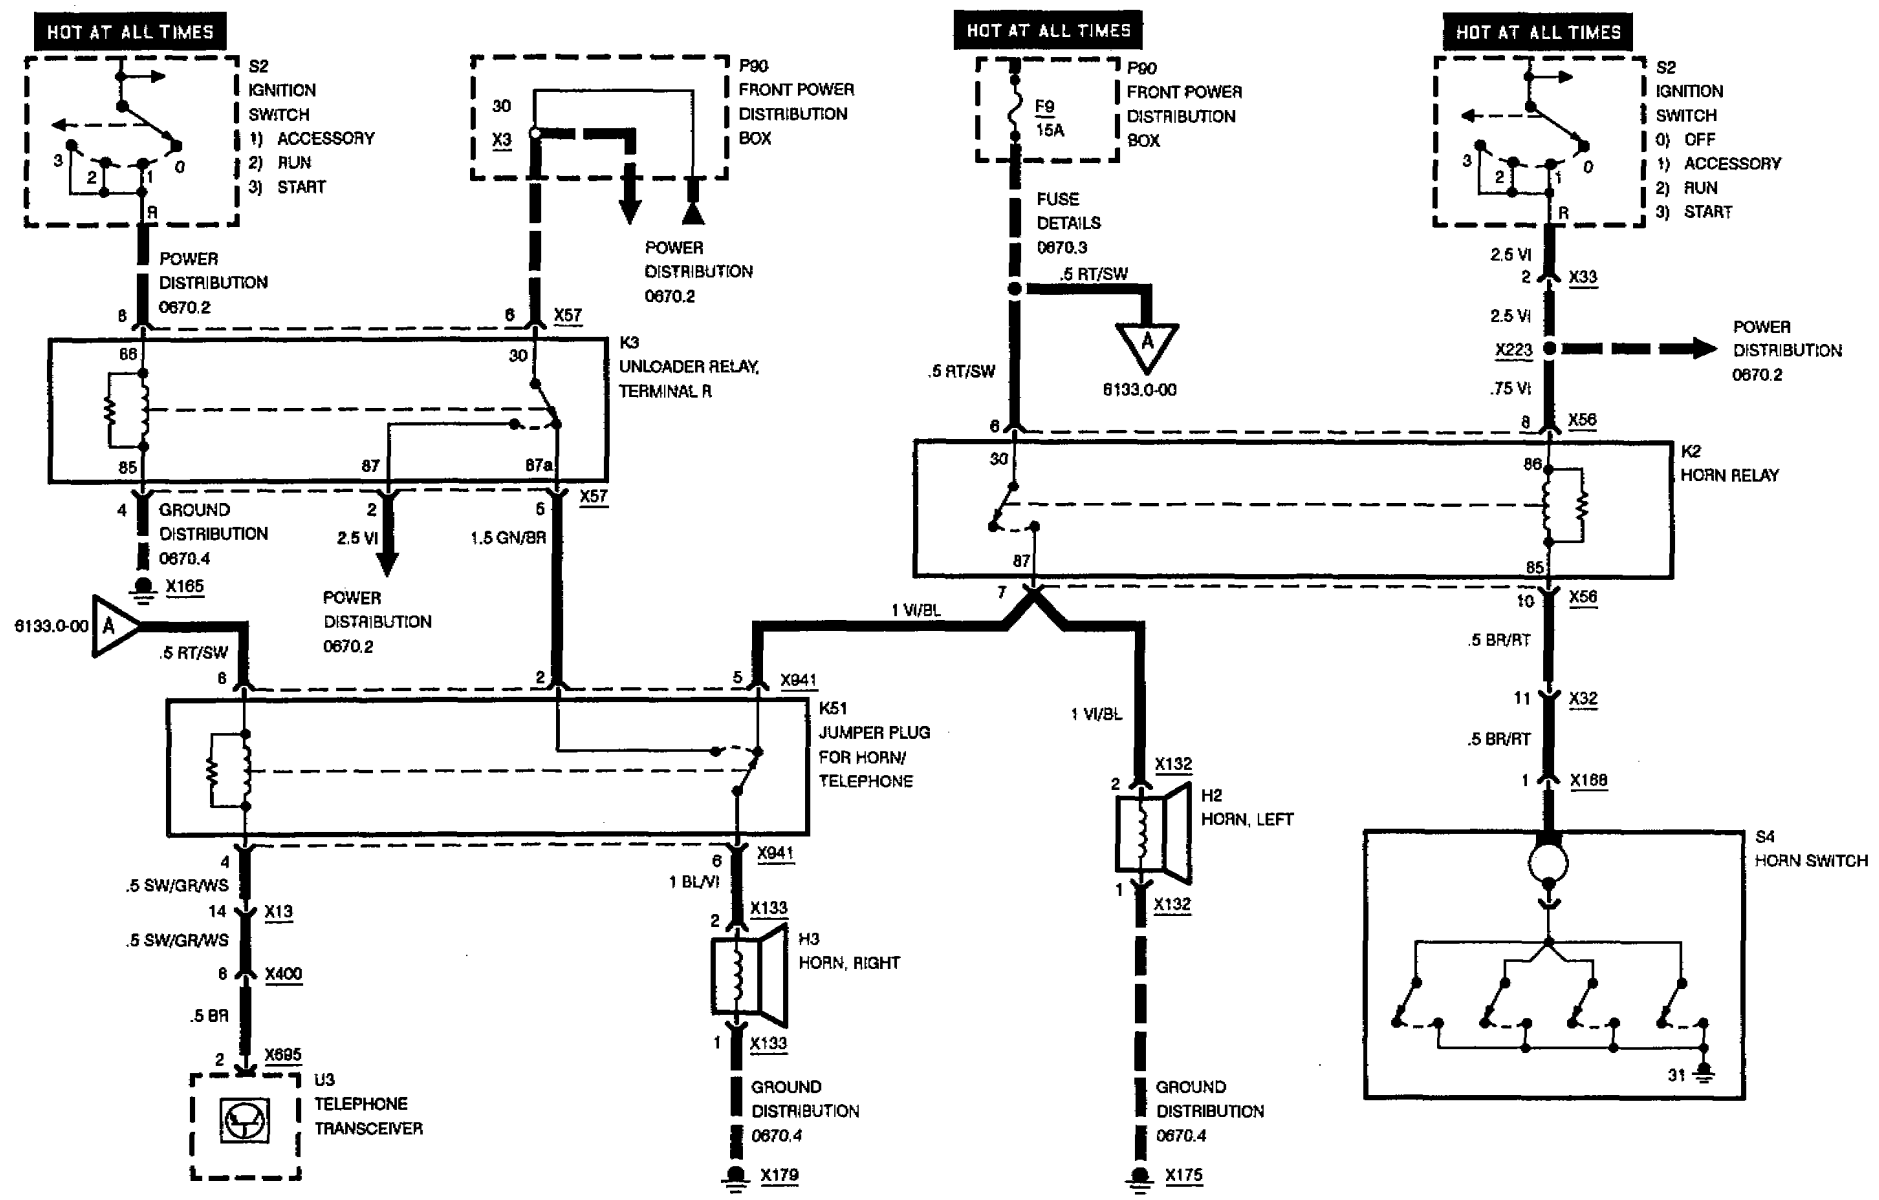 HOT AT ALL TIMES
S2
IGNITION
SWITCH
1) ACCESSORY
2) RUN
3) START
3
2
1
0
R
POWER
DISTRIBUTION
0670.2
P90
FRONT POWER
DISTRIBUTION
BOX
30
X3
POWER
DISTRIBUTION
0670.2
HOT AT ALL TIMES
P90
FRONT POWER
DISTRIBUTION
BOX
F9
15A
FUSE
DETAILS
0670.3
.5 RT/SW
A
6133.0-00
.5 RT/SW
HOT AT ALL TIMES
S2
IGNITION
SWITCH
0) OFF
1) ACCESSORY
2) RUN
3) START
3
2
1
0
R
2.5 VI
2
X33
2.5 VI
X223
POWER
DISTRIBUTION
0670.2
.75 VI
8
6
X57
K3
UNLOADER RELAY,
TERMINAL R
86
30
85
87
87a
4
2
5
X57
GROUND
DISTRIBUTION
0670.4
X165
2.5 VI
POWER
DISTRIBUTION
0670.2
1.5 GN/BR
6
8
X56
K2
HORN RELAY
30
86
87
85
7
10
X56
6133.0-00
A
.5 RT/SW
1 VI/BL
1 VI/BL
.5 BR/RT
11
X32
.5 BR/RT
1
X168
6
2
5
X941
K51
JUMPER PLUG
FOR HORN/
TELEPHONE
4
6
X941
.5 SW/GR/WS
14
X13
.5 SW/GR/WS
6
X400
.5 BR
2
X695
U3
TELEPHONE
TRANSCEIVER
1 BL/VI
2
X133
H3
HORN, RIGHT
1
X133
GROUND
DISTRIBUTION
0670.4
X179
2
X132
H2
HORN, LEFT
1
X132
GROUND
DISTRIBUTION
0670.4
X175
S4
HORN SWITCH
31